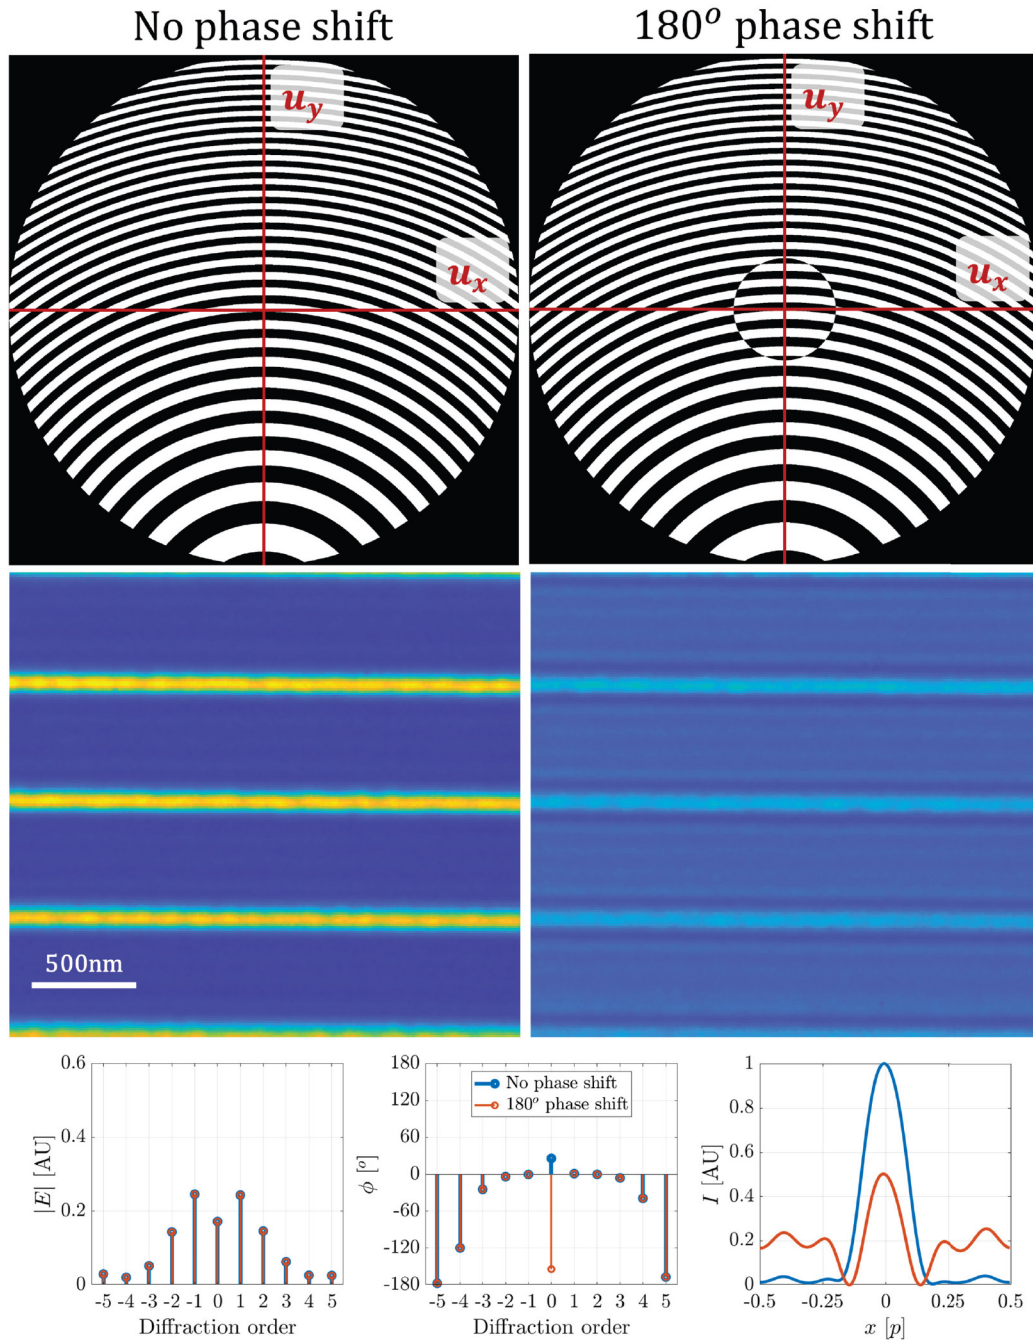 No phase shift
180° phase shift
u_y
u_y
u_x
u_x
500nm
0.6
0.4
0.2
0
|E| [AU]
-5 -4 -3 -2 -1 0 1 2 3 4 5
Diffraction order
180
120
60
0
-60
-120
-180
ϕ [°]
No phase shift
180° phase shift
-5 -4 -3 -2 -1 0 1 2 3 4 5
Diffraction order
1
0.8
0.6
0.4
0.2
0
I [AU]
-0.5 -0.25 0 0.25 0.5
x [p]